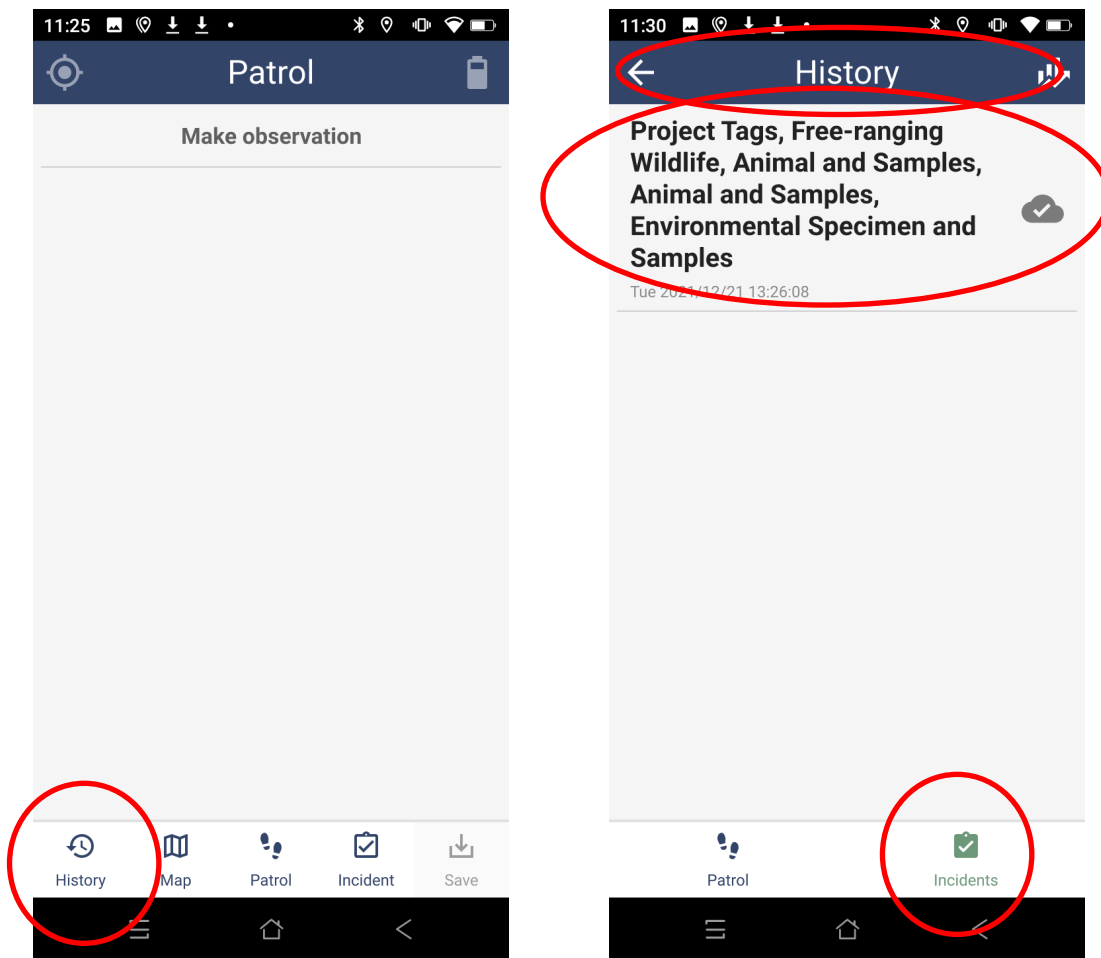 11:25
Patrol
Make observation
History
Map
Patrol
Incident
Save
11:30
History
Project Tags, Free-ranging
Wildlife, Animal and Samples,
Animal and Samples,
Environmental Specimen and
Samples
Tue 2021/12/21 13:26:08
Patrol
Incidents